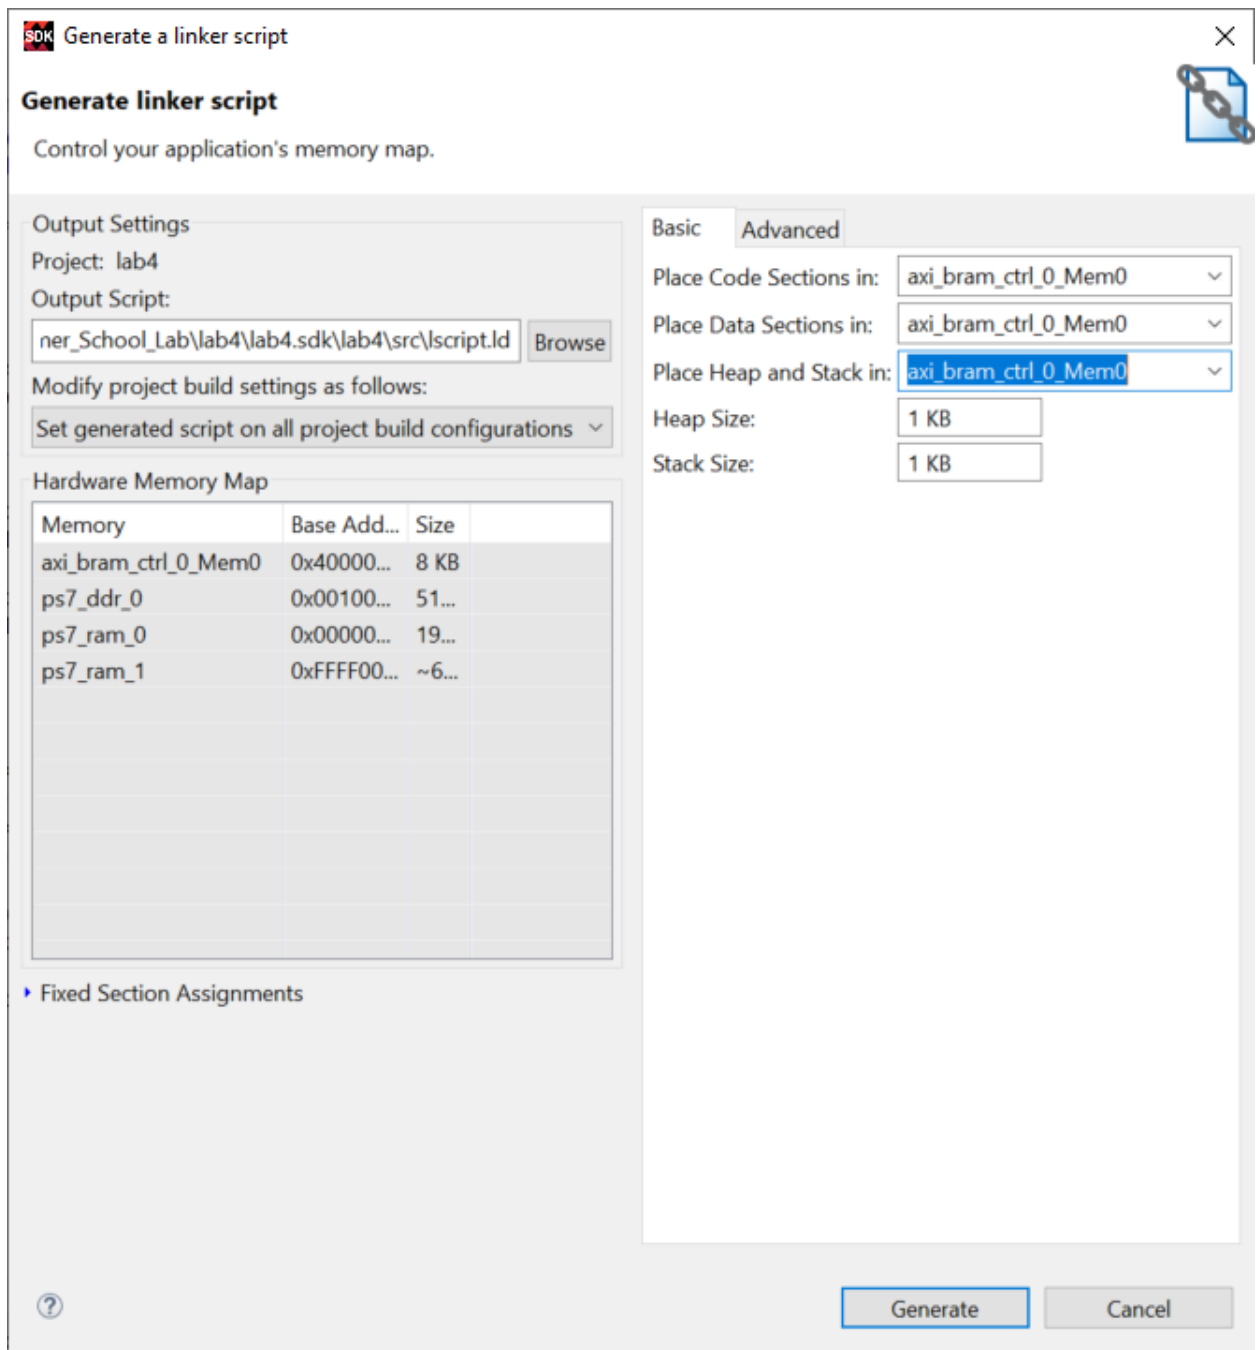 SDK Generate a linker script
Generate linker script
Control your application's memory map.
Output Settings
Project: lab4
Output Script:
ner_School_Lab\lab4\lab4.sdk\lab4\src\lscript.ld Browse
Modify project build settings as follows:
Set generated script on all project build configurations
Hardware Memory Map
Memory Base Add... Size
axi_bram_ctrl_0_Mem0 0x40000... 8 KB
ps7_ddr_0 0x00100... 51...
ps7_ram_0 0x00000... 19...
ps7_ram_1 0xFFFF00... ~6...
Fixed Section Assignments
Basic Advanced
Place Code Sections in: axi_bram_ctrl_0_Mem0
Place Data Sections in: axi_bram_ctrl_0_Mem0
Place Heap and Stack in: axi_bram_ctrl_0_Mem0
Heap Size: 1 KB
Stack Size: 1 KB
? Generate Cancel